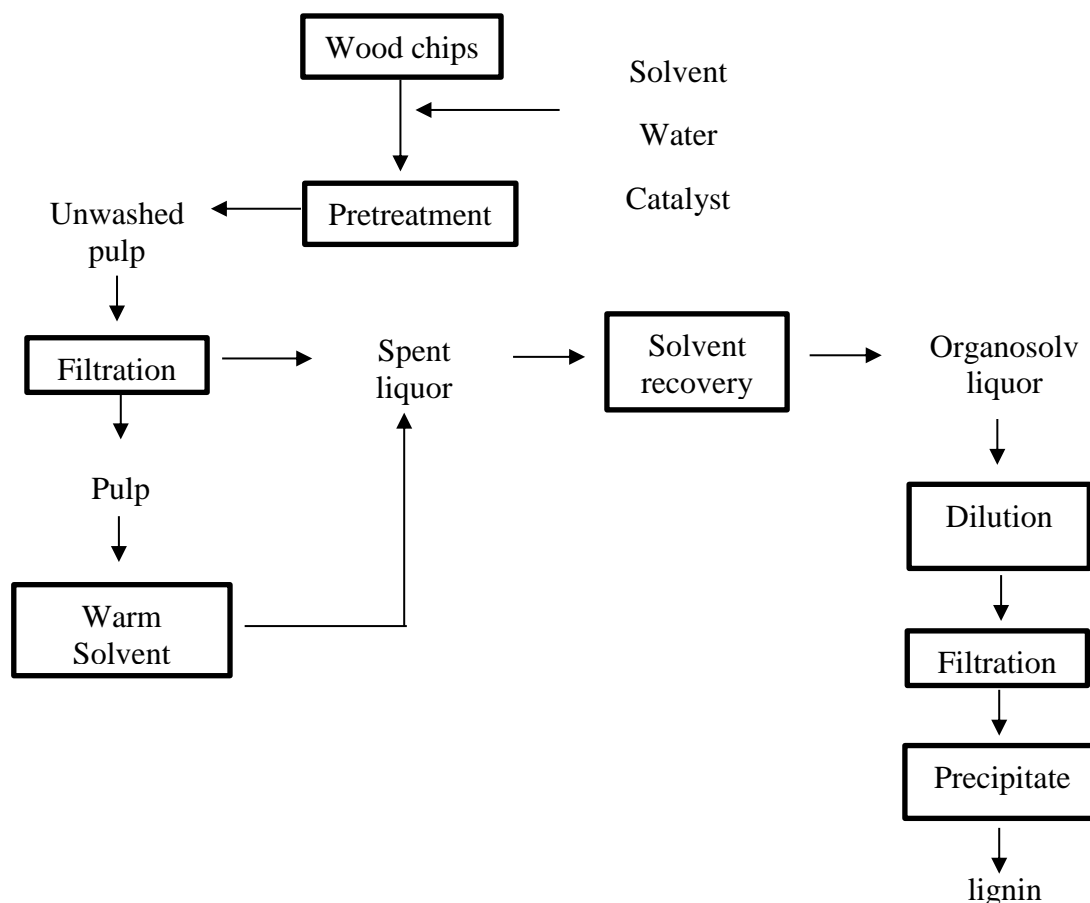 Wood chips
Solvent
Water
Catalyst
Pretreatment
Unwashed
pulp
Filtration
Spent
liquor
Solvent
recovery
Organosolv
liquor
Pulp
Dilution
Warm
Solvent
Filtration
Precipitate
lignin